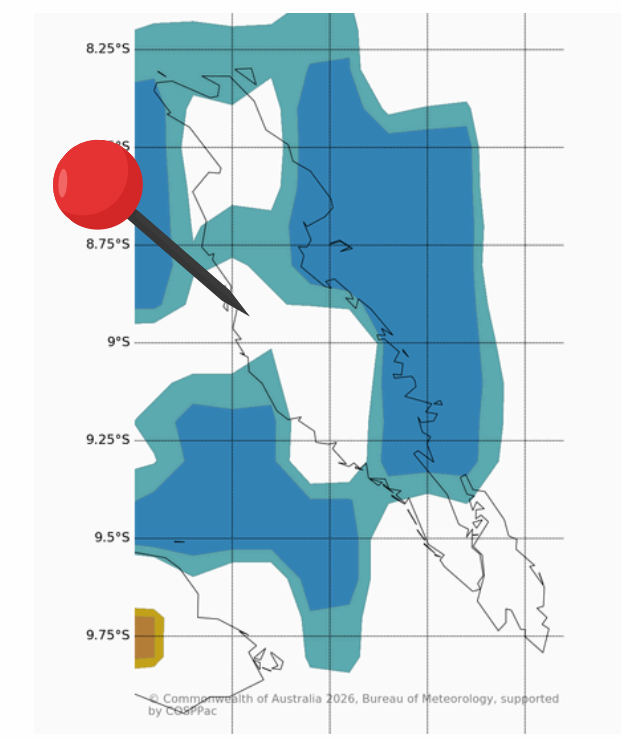 8.25°S
°S
8.75°S
9°S
9.25°S
9.5°S
9.75°S
© Commonwealth of Australia 2026, Bureau of Meteorology, supported
by COSPPac